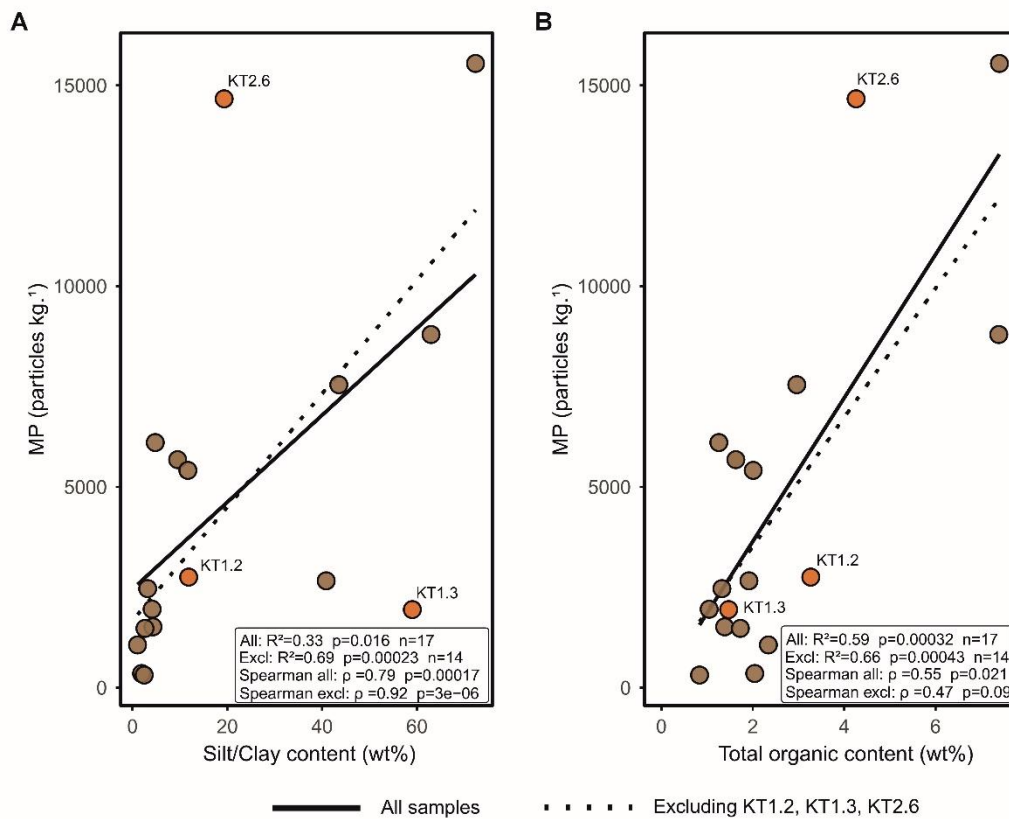 A
MP (particles kg.¹)
15000
10000
5000
0
KT2.6
KT1.2
KT1.3
All: R²=0.33 p=0.016 n=17
Excl: R²=0.69 p=0.00023 n=14
Spearman all: ρ =0.79 p=0.00017
Spearman excl: ρ =0.92 p=3e-06
0 20 40 60
Silt/Clay content (wt%)
B
MP (particles kg.¹)
15000
10000
5000
0
KT2.6
KT1.2
KT1.3
All: R²=0.59 p=0.00032 n=17
Excl: R²=0.66 p=0.00043 n=14
Spearman all: ρ =0.55 p=0.021
Spearman excl: ρ =0.47 p=0.09
0 2 4 6
Total organic content (wt%)
All samples
Excluding KT1.2, KT1.3, KT2.6